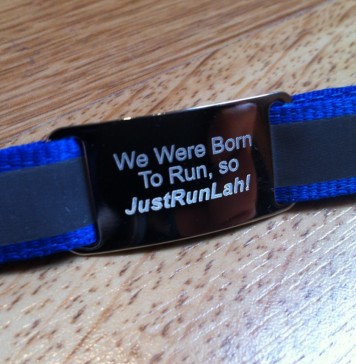 We Were Born
To Run, so
JustRunLah!